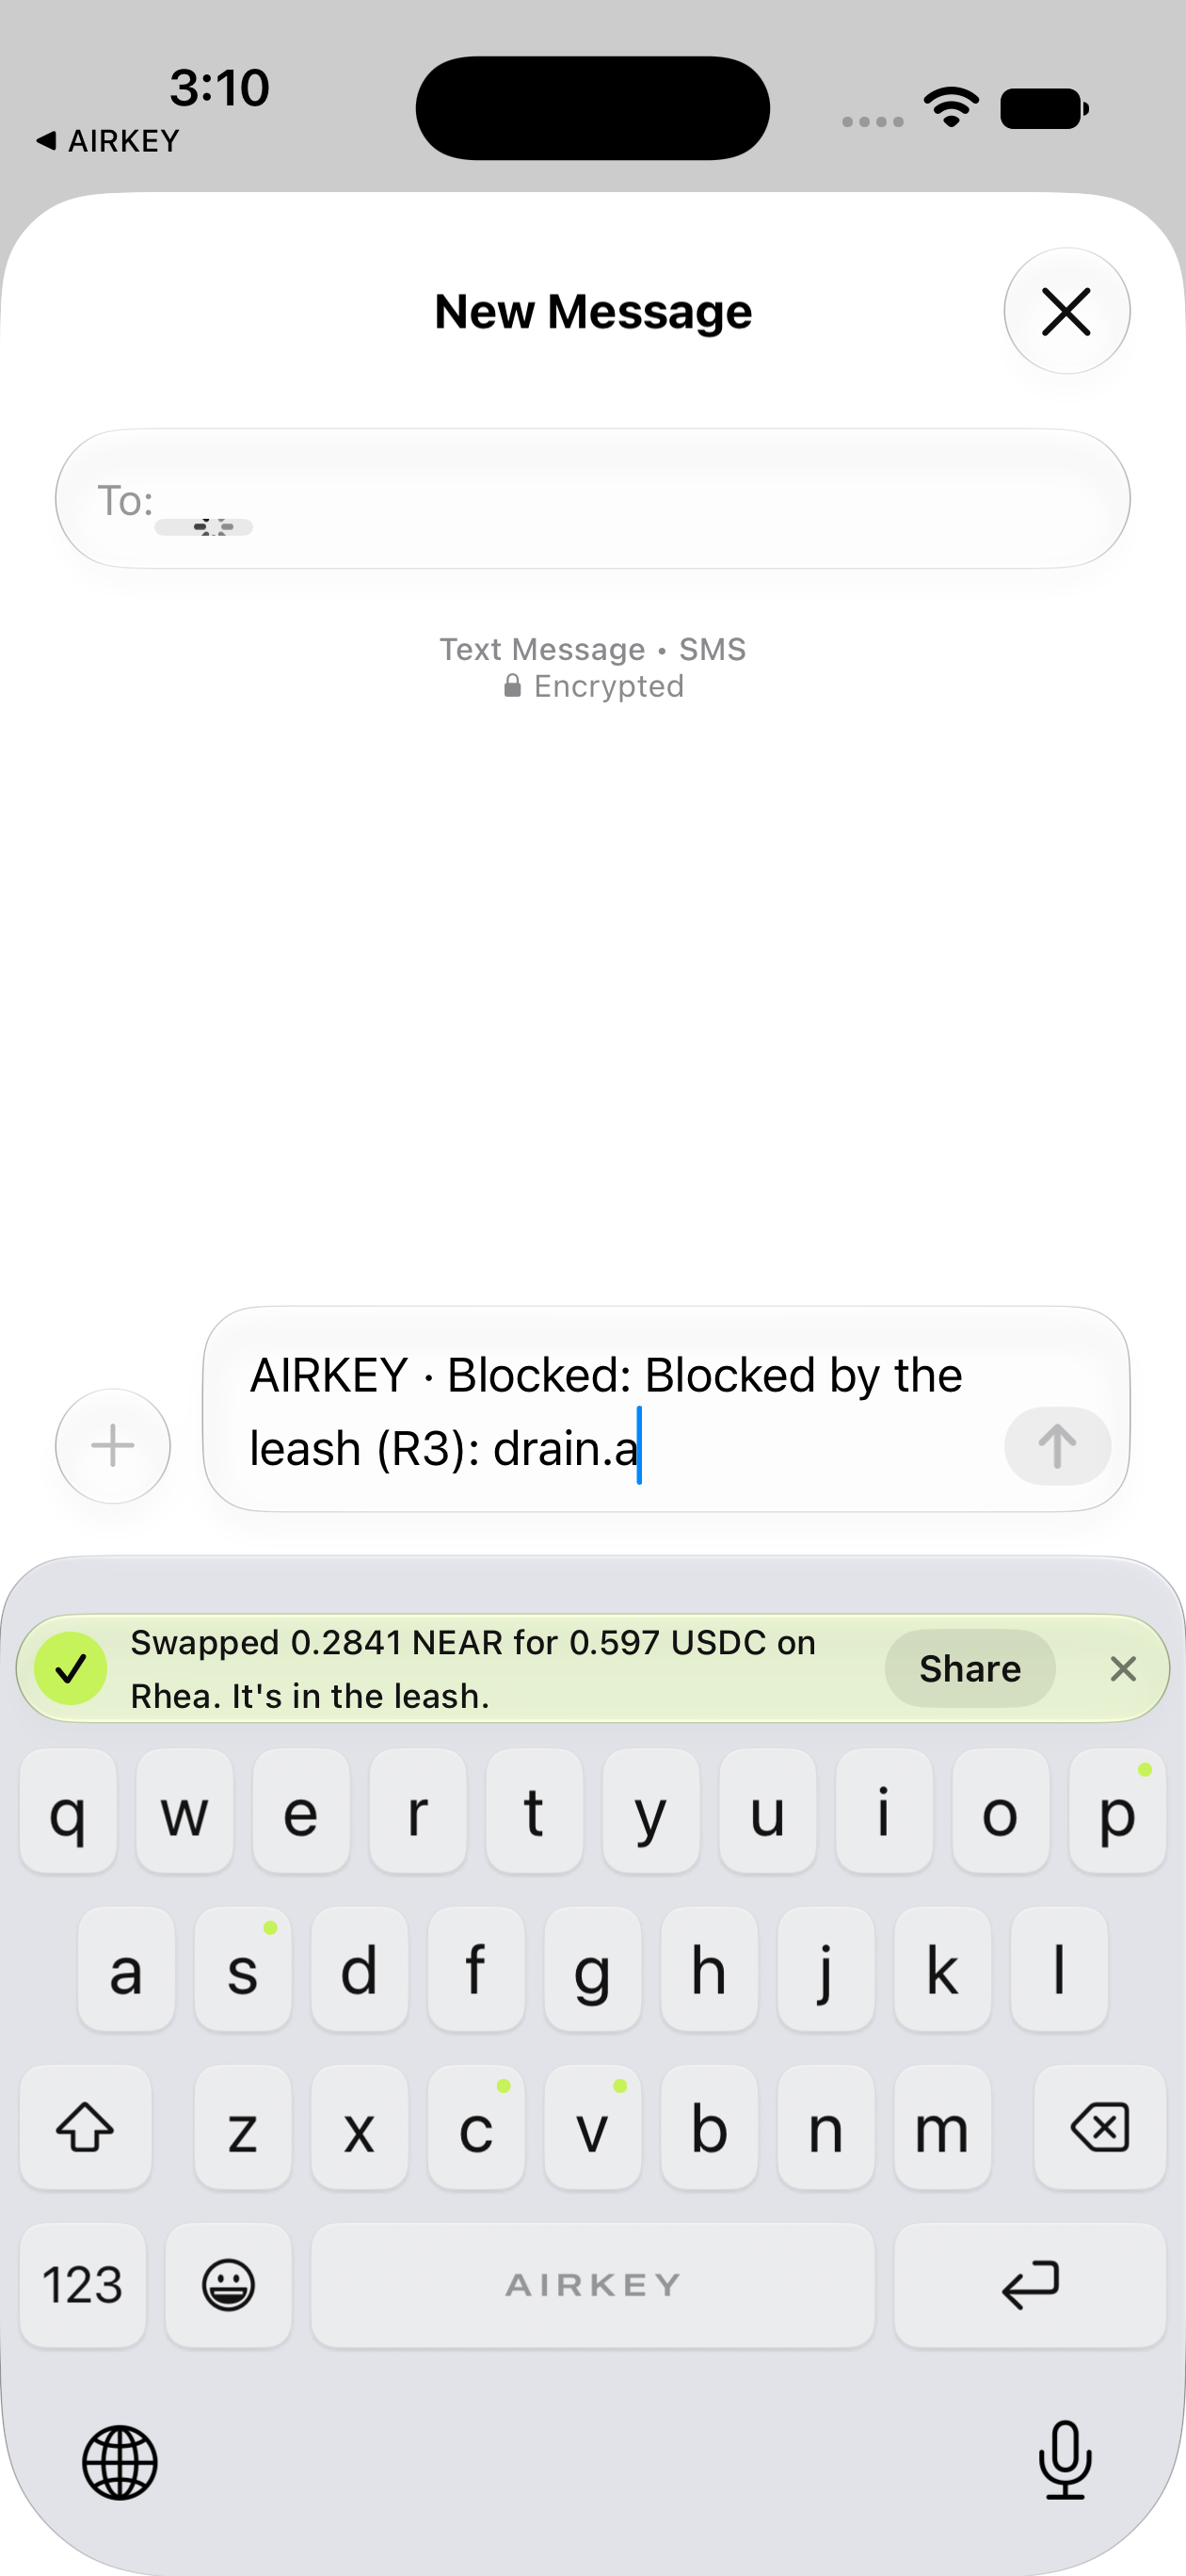 3:10
AIRKEY
New Message
To:
Text Message • SMS
Encrypted
AIRKEY · Blocked: Blocked by the
leash (R3): drain.a
Swapped 0.2841 NEAR for 0.597 USDC on
Rhea. It's in the leash.
Share
q w e r t y u i o p
a s d f g h j k l
z x c v b n m
123
AIRKEY